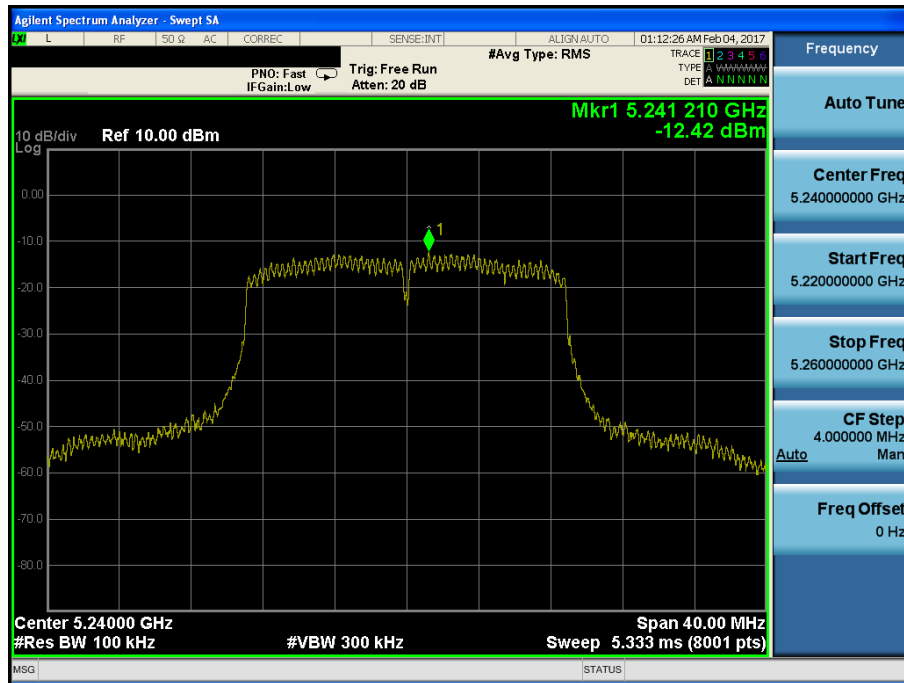 Agilent Spectrum Analyzer - Swept SA
LXI L RF 50 Ω AC CORREC SENSE:INT ALIGN AUTO 01:12:26 AM Feb 04, 2017
PNO: Fast IFGain:Low
Trig: Free Run
Atten: 20 dB
#Avg Type: RMS
TRACE 1 2 3 4 5 6
TYPE A WWWWW
DET A N N N N N
Mkr1 5.241 210 GHz
-12.42 dBm
10 dB/div Ref 10.00 dBm
Log
1
0.00
-10.0
-20.0
-30.0
-40.0
-50.0
-60.0
-70.0
-80.0
Center 5.24000 GHz Span 40.00 MHz
#Res BW 100 kHz #VBW 300 kHz Sweep 5.333 ms (8001 pts)
MSG STATUS
Frequency
Auto Tune
Center Freq
5.240000000 GHz
Start Freq
5.220000000 GHz
Stop Freq
5.260000000 GHz
CF Step
4.000000 MHz
Auto Man
Freq Offset
0 Hz